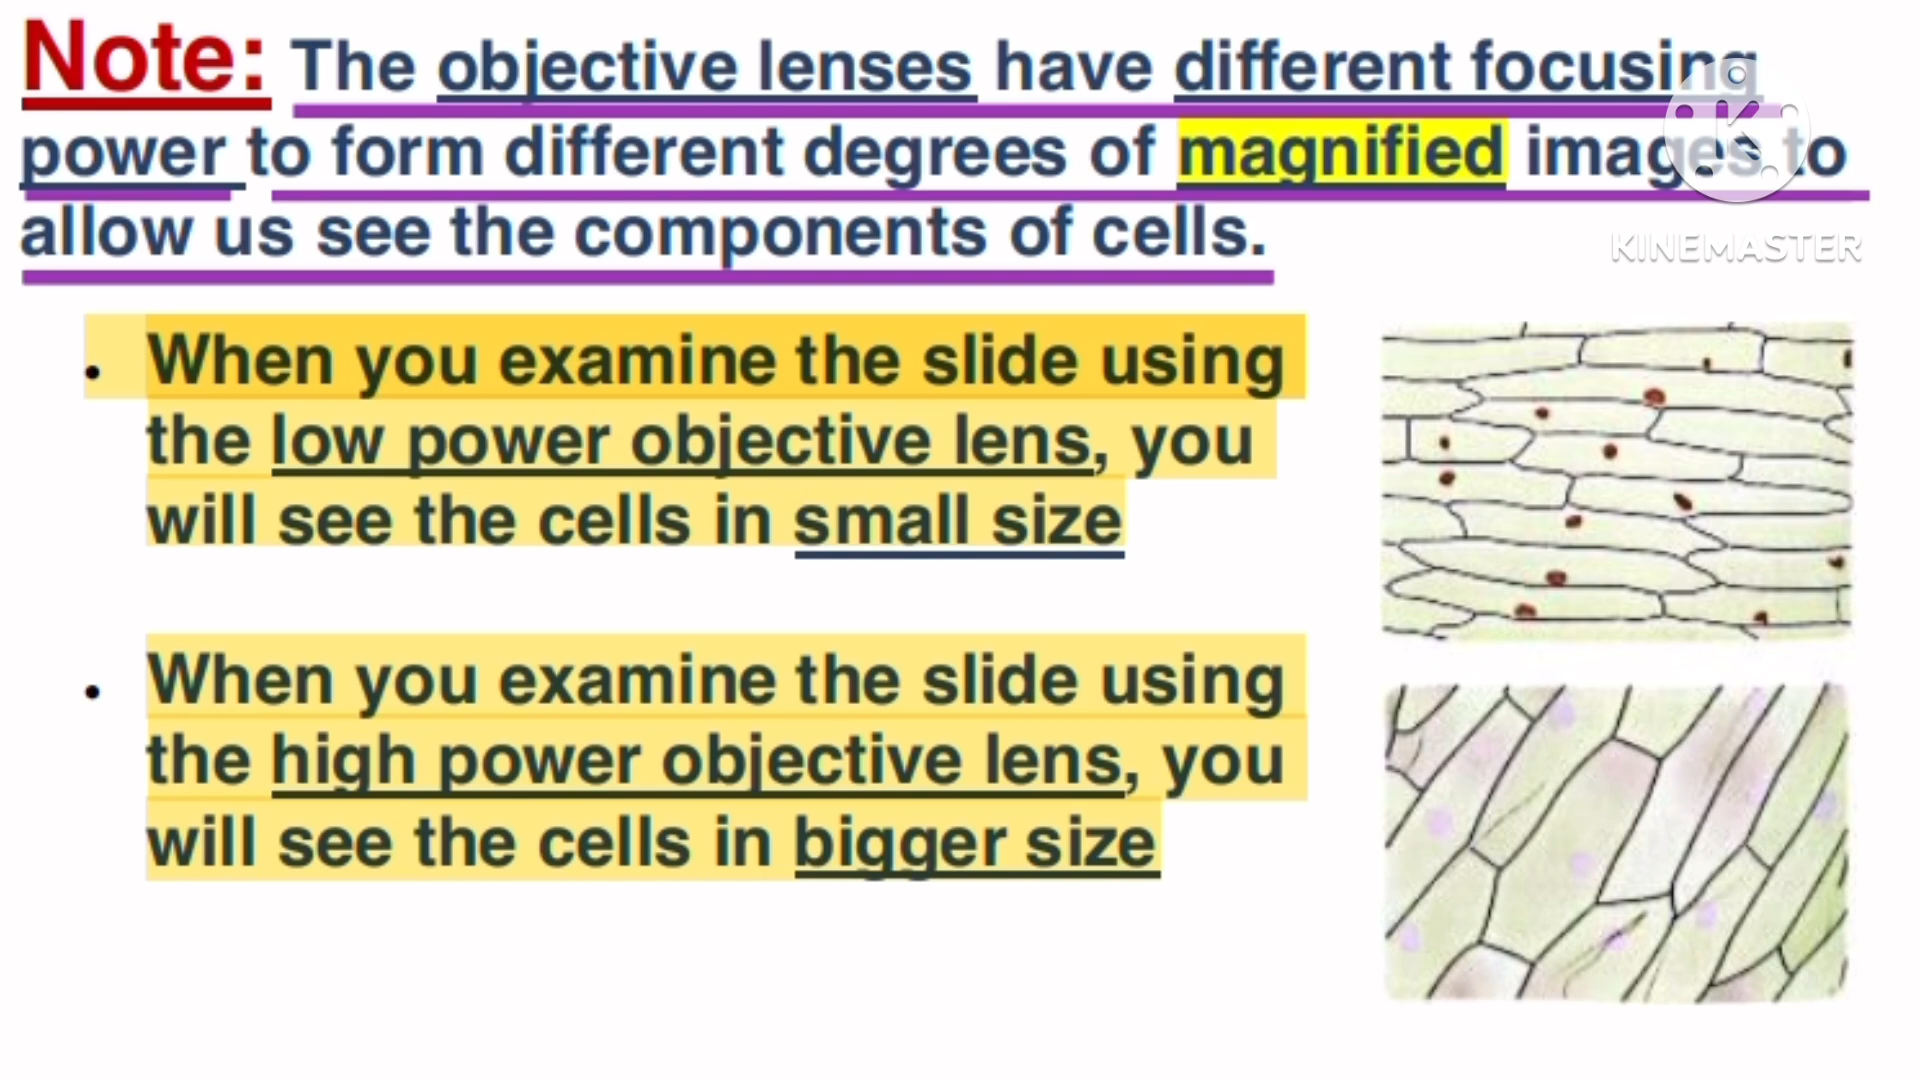 Note: The objective lenses have different focusing
power to form different degrees of magnified images to
allow us see the components of cells.
KINEMASTER
• When you examine the slide using
the low power objective lens, you
will see the cells in small size
• When you examine the slide using
the high power objective lens, you
will see the cells in bigger size